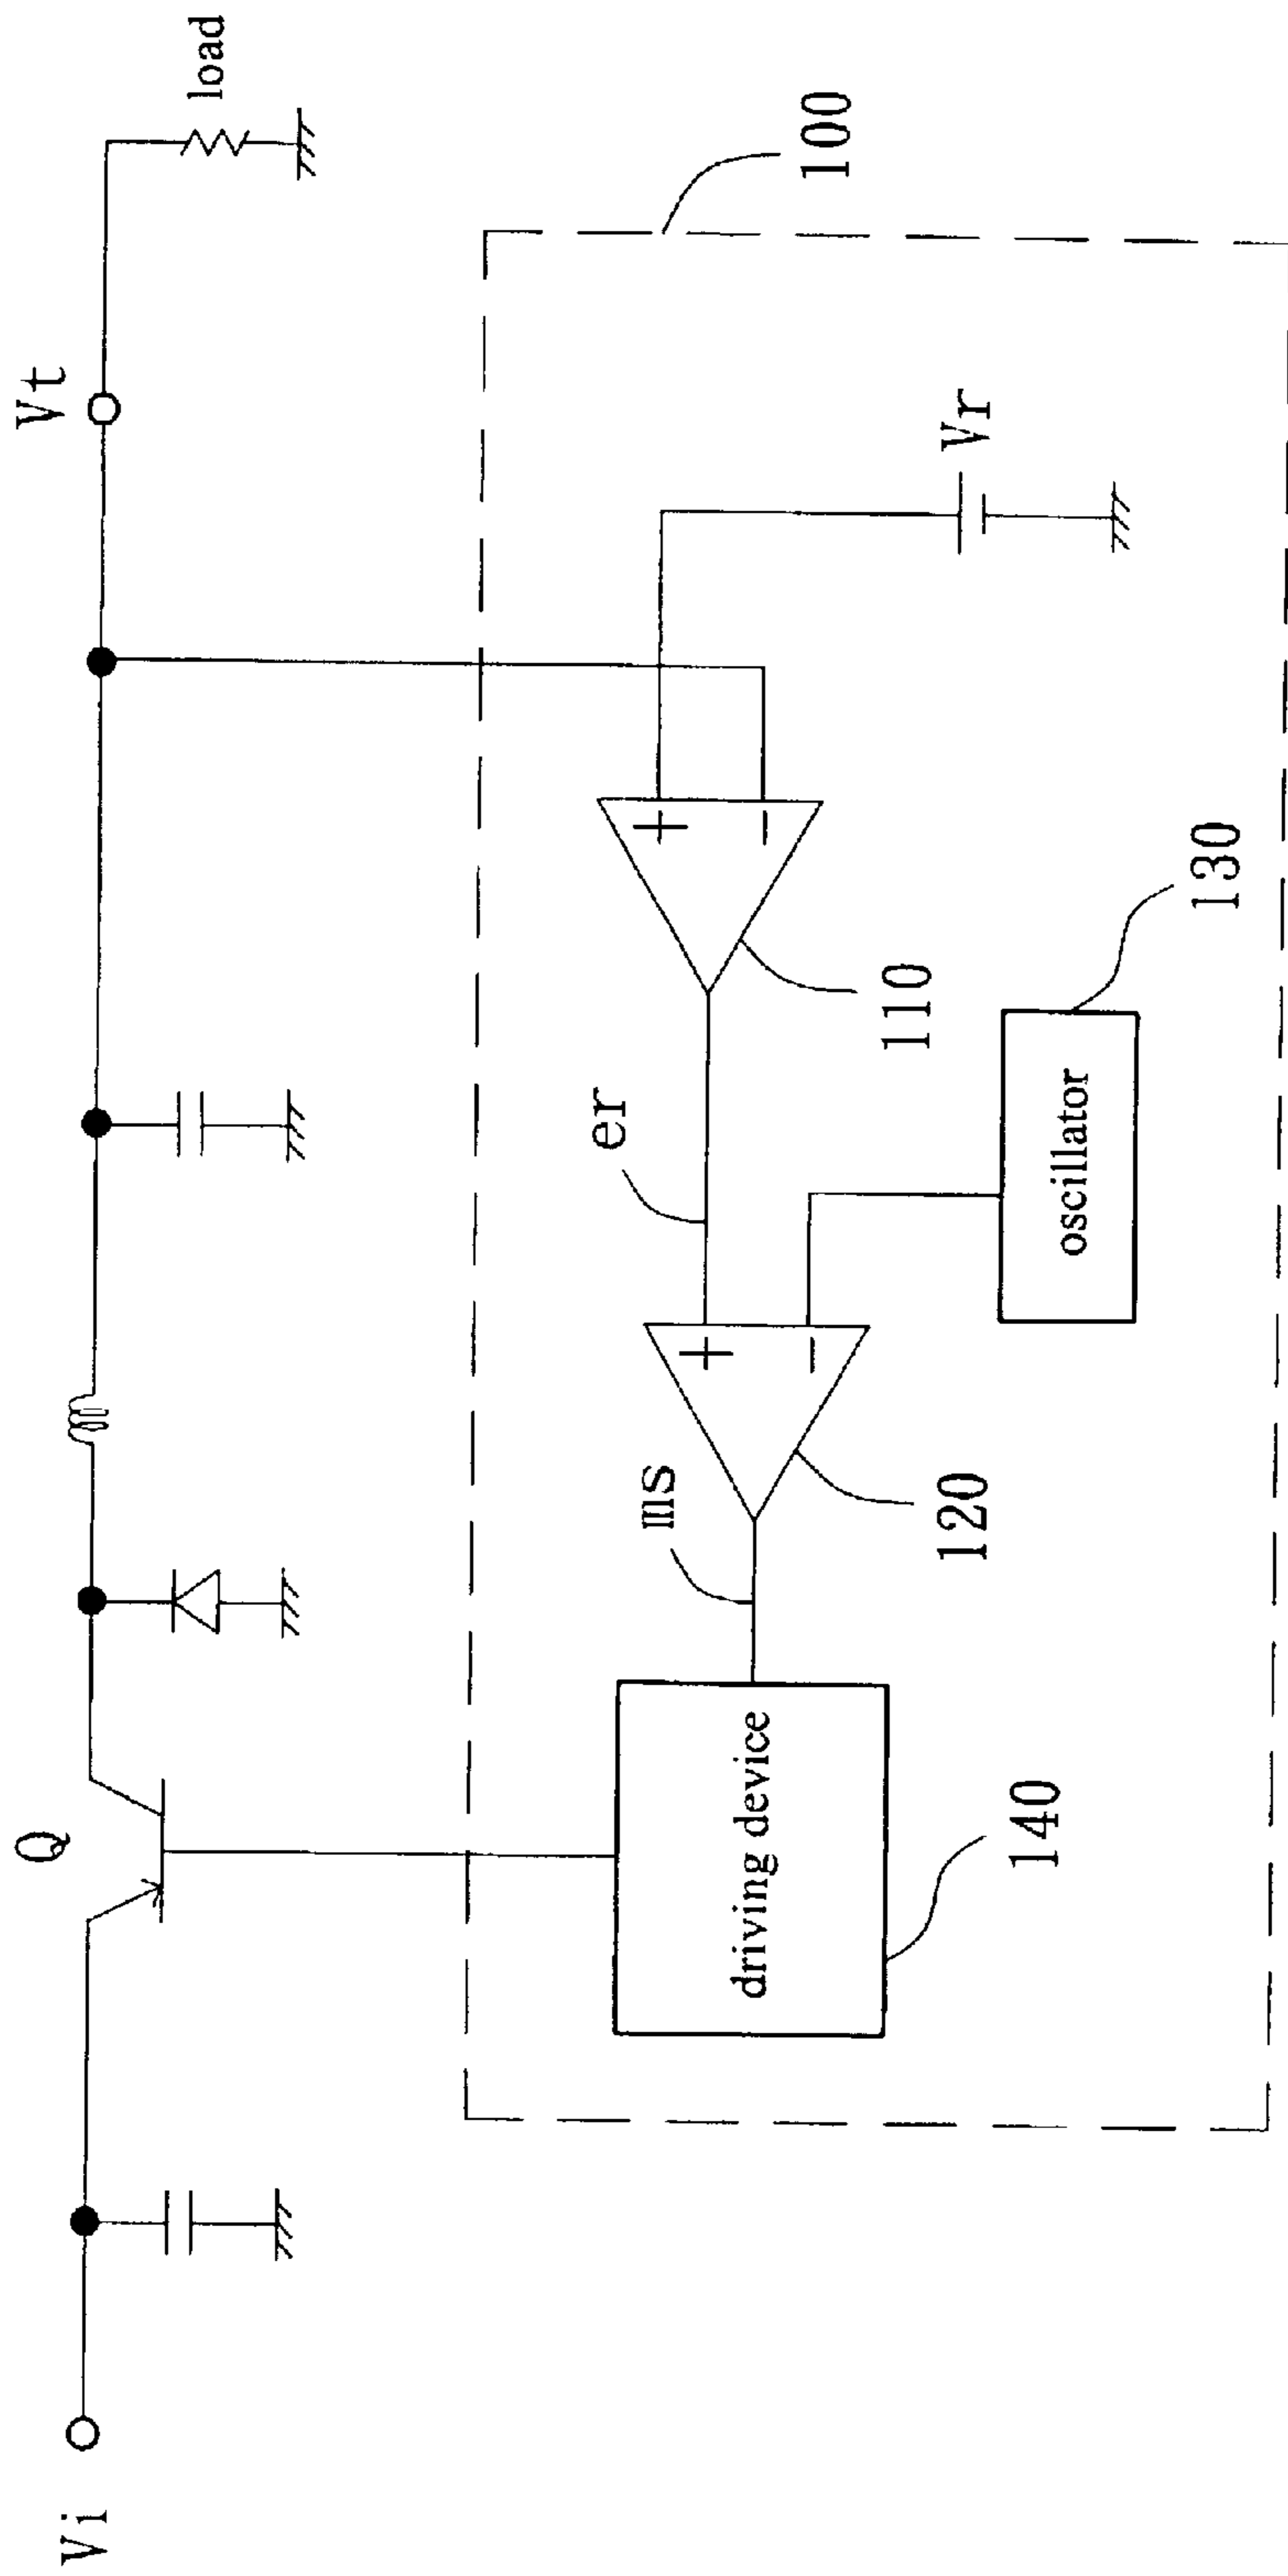 Vi
Q
Vt
load
100
Vr
+
-
110
er
+
-
120
ms
130
oscillator
driving device
140